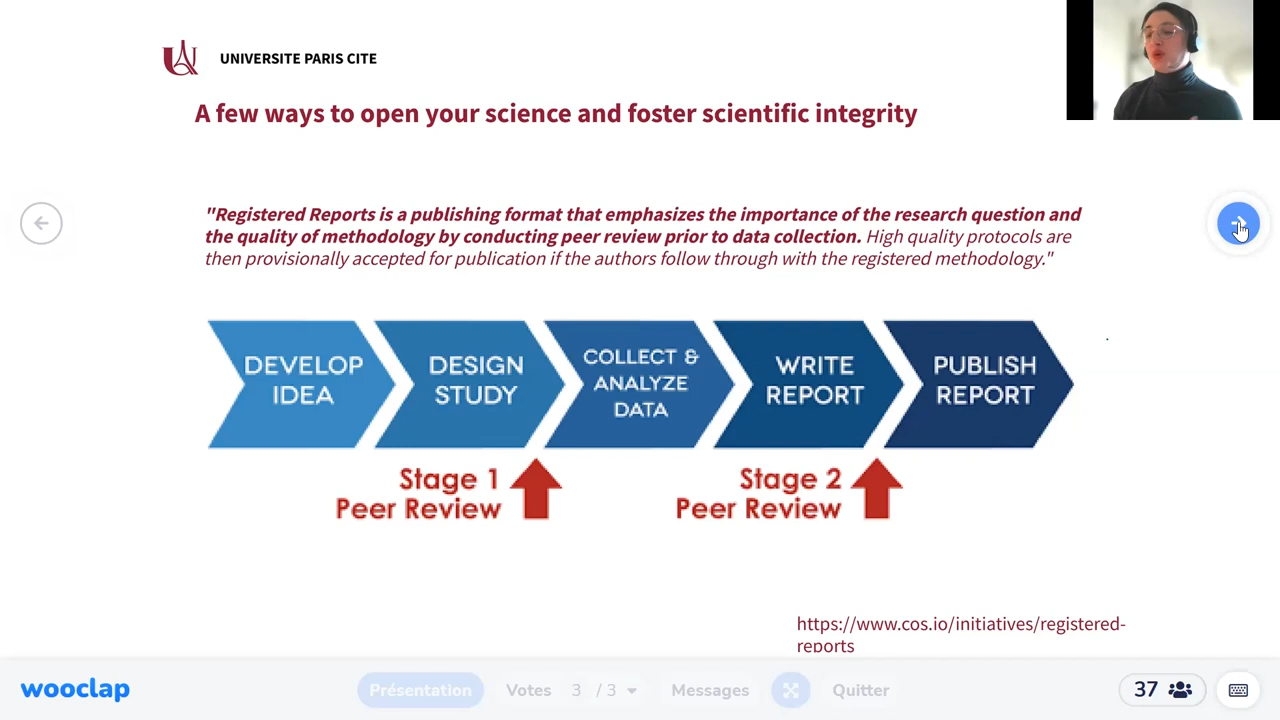 UNIVERSITE PARIS CITE
A few ways to open your science and foster scientific integrity
"Registered Reports is a publishing format that emphasizes the importance of the research question and
the quality of methodology by conducting peer review prior to data collection. High quality protocols are
then provisionally accepted for publication if the authors follow through with the registered methodology."
DEVELOP
IDEA
DESIGN
STUDY
COLLECT &
ANALYZE
DATA
WRITE
REPORT
PUBLISH
REPORT
Stage 1
Peer Review
Stage 2
Peer Review
https://www.cos.io/initiatives/registered-
reports
wooclap
Présentation
Votes
3 / 3
Messages
Quitter
37